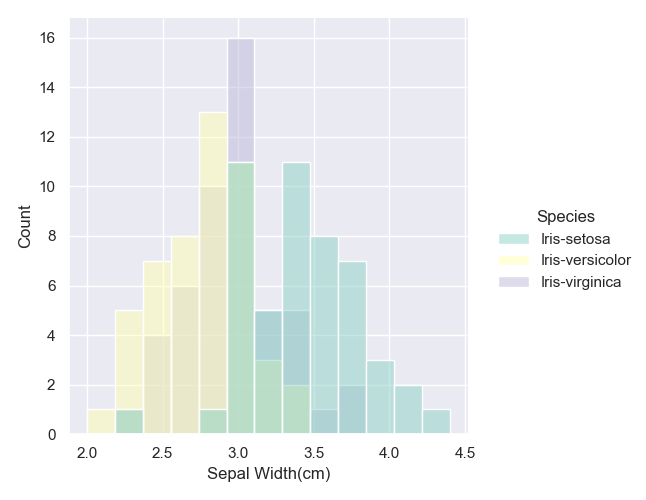 16
14
12
10
8
6
4
2
0
Count
2.0 2.5 3.0 3.5 4.0 4.5
Sepal Width(cm)
Species
Iris-setosa
Iris-versicolor
Iris-virginica